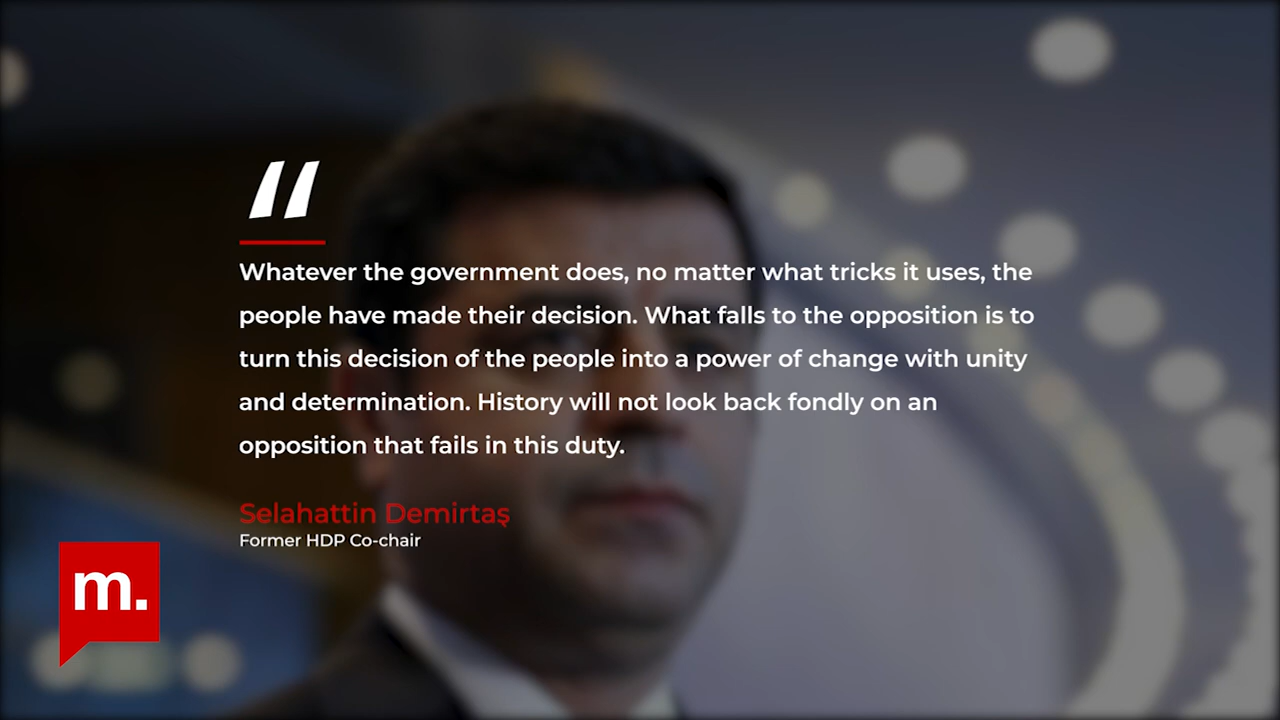 "
Whatever the government does, no matter what tricks it uses, the
people have made their decision. What falls to the opposition is to
turn this decision of the people into a power of change with unity
and determination. History will not look back fondly on an
opposition that fails in this duty.
Selahattin Demirtaş
Former HDP Co-chair
m.